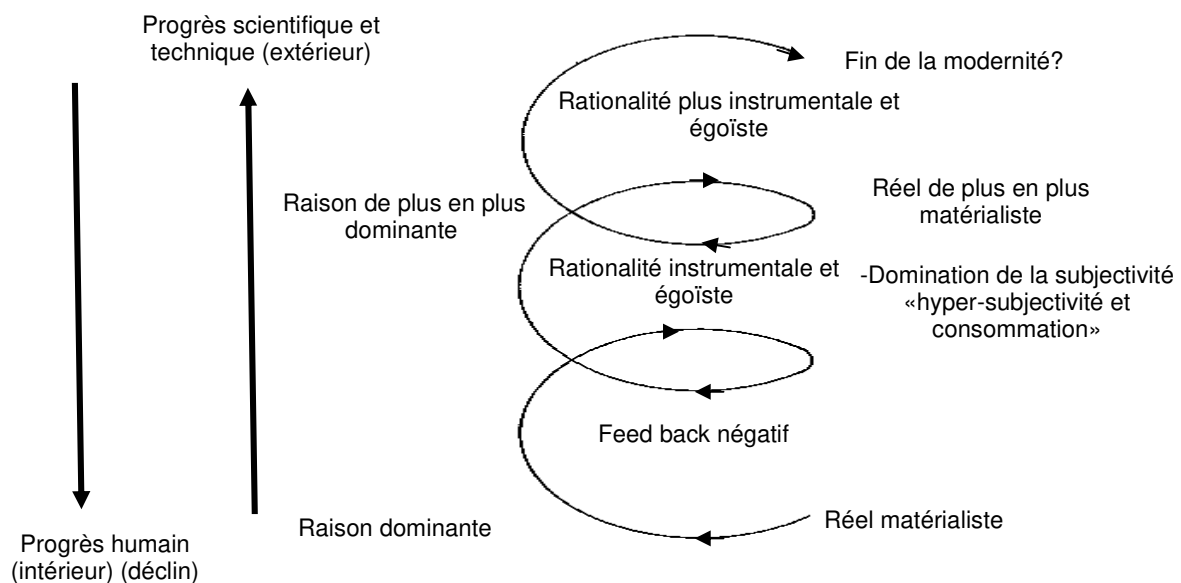 Progrès scientifique et
technique (extérieur)
Fin de la modernité?
Rationalité plus instrumentale et
égoïste
Raison de plus en plus
dominante
Réel de plus en plus
matérialiste
Rationalité instrumentale et
égoïste
-Domination de la subjectivité
«hyper-subjectivité et
consommation»
Feed back négatif
Raison dominante
Réel matérialiste
Progrès humain
(intérieur) (déclin)